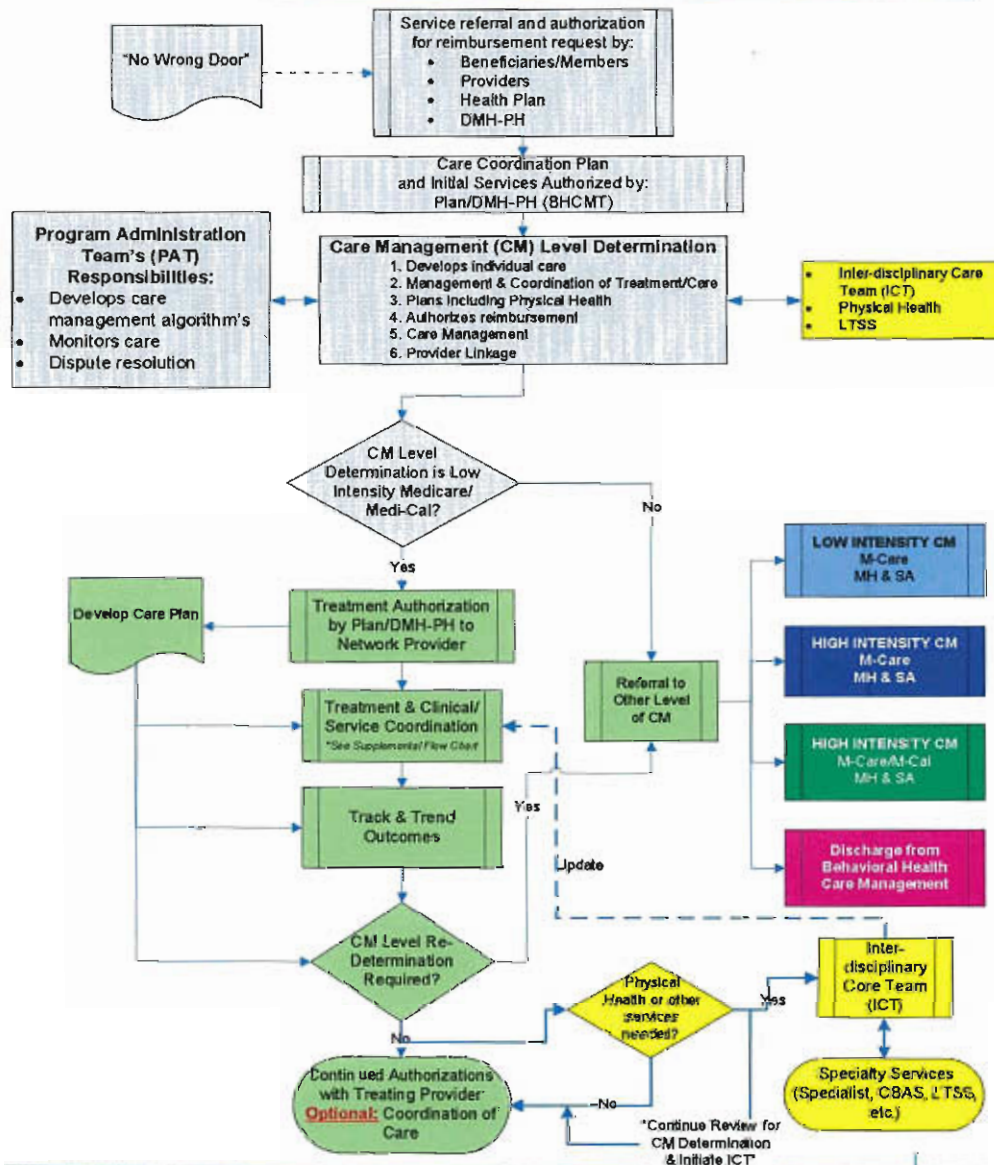 "No Wrong Door"
Service referral and authorization
for reimbursement request by:
• Beneficiaries/Members
• Providers
• Health Plan
• DMH-PH
Care Coordination Plan
and Initial Services Authorized by:
Plan/DMH-PH (BHCMT)
Program Administration
Team's (PAT)
Responsibilities:
• Develops care
management algorithm's
• Monitors care
• Dispute resolution
Care Management (CM) Level Determination
1. Develops individual care
2. Management & Coordination of Treatment/Care
3. Plans Including Physical Health
4. Authorizes reimbursement
5. Care Management
6. Provider Linkage
• Inter-disciplinary Care
Team (ICT)
• Physical Health
• LTSS
CM Level
Determination is Low
Intensity Medicare/
Medi-Cal?
No
Yes
Develop Care Plan
Treatment Authorization
by Plan/DMH-PH to
Network Provider
Treatment & Clinical/
Service Coordination
*See Supplemental Flow Chart
Track & Trend
Outcomes
CM Level Re-
Determination
Required?
Yes
No
Referral to
Other Level
of CM
LOW INTENSITY CM
M-Care
MH & SA
HIGH INTENSITY CM
M-Care
MH & SA
HIGH INTENSITY CM
M-Care/M-Cal
MH & SA
Discharge from
Behavioral Health
Care Management
Update
Physical
Health or other
services
needed?
Yes
No
Inter-
disciplinary
Core Team
(ICT)
Specialty Services
(Specialist, CBAS, LTSS,
etc.)
Continued Authorizations
with Treating Provider
Optional: Coordination of
Care
"Continue Review for
CM Determination
& Initiate ICT"